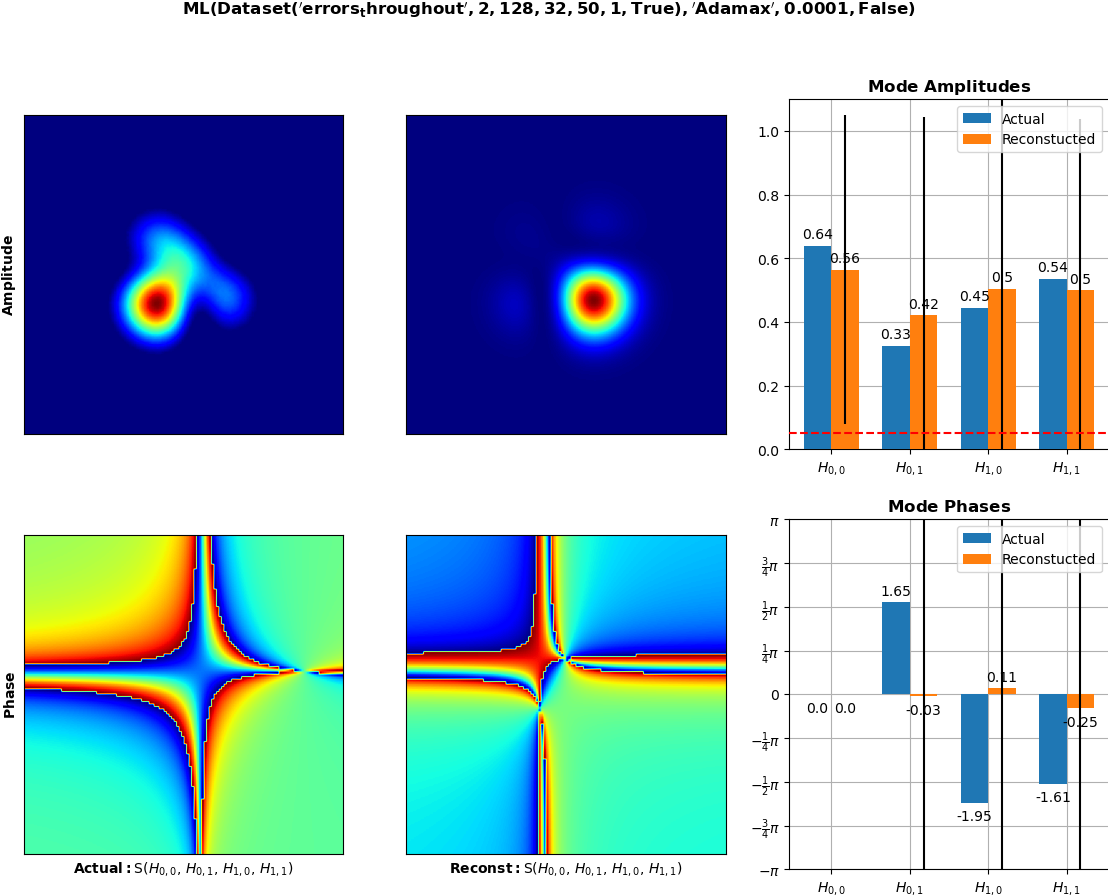 ML(Dataset('errors_throughout', 2, 128, 32, 50, 1, True), 'Adamax', 0.0001, False)
Mode Amplitudes
Amplitude
Actual
Reconstucted
1.0
0.8
0.6
0.4
0.2
0.0
0.64
0.56
0.33
0.42
0.45
0.5
0.54
0.5
H0,0
H0,1
H1,0
H1,1
Mode Phases
Phase
Actual
Reconstucted
π
3/4π
1/2π
1/4π
0
−1/4π
−1/2π
−3/4π
−π
0.0
0.0
1.65
-0.03
-1.95
0.11
-1.61
-0.25
H0,0
H0,1
H1,0
H1,1
Actual: S(H0,0, H0,1, H1,0, H1,1)
Reconst: S(H0,0, H0,1, H1,0, H1,1)